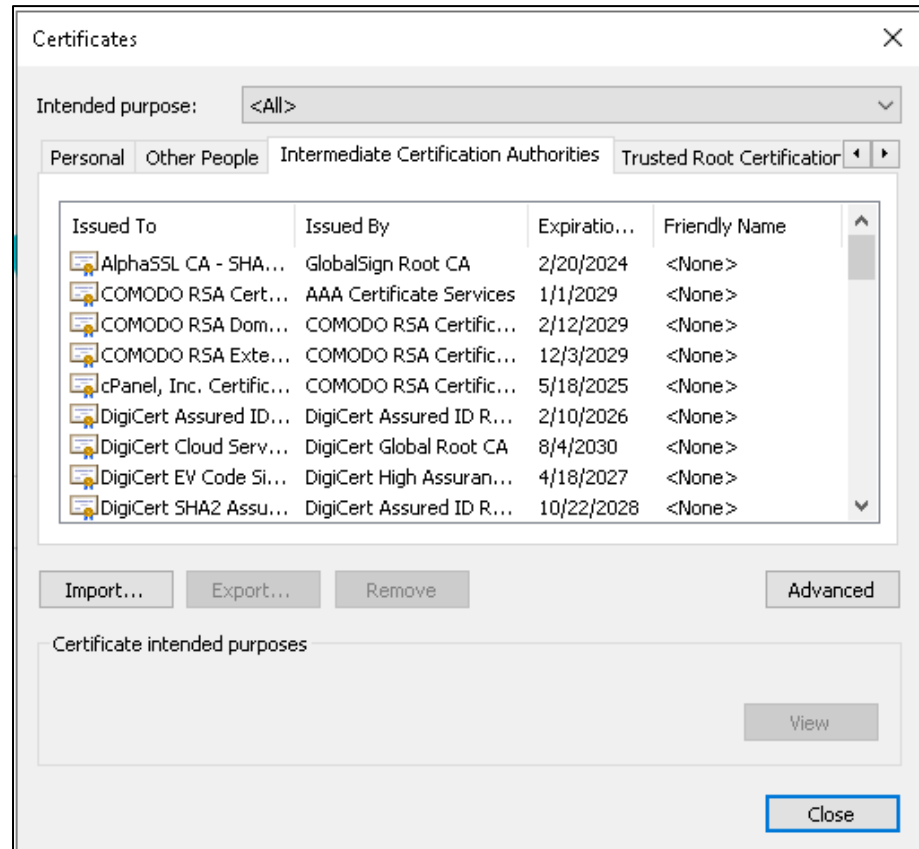 Certificates
Intended purpose: <All>
Personal Other People Intermediate Certification Authorities Trusted Root Certification
Issued To Issued By Expiratio... Friendly Name
AlphaSSL CA - SHA... GlobalSign Root CA 2/20/2024 <None>
COMODO RSA Cert... AAA Certificate Services 1/1/2029 <None>
COMODO RSA Dom... COMODO RSA Certific... 2/12/2029 <None>
COMODO RSA Exte... COMODO RSA Certific... 12/3/2029 <None>
cPanel, Inc. Certific... COMODO RSA Certific... 5/18/2025 <None>
DigiCert Assured ID... DigiCert Assured ID R... 2/10/2026 <None>
DigiCert Cloud Serv... DigiCert Global Root CA 8/4/2030 <None>
DigiCert EV Code Si... DigiCert High Assuran... 4/18/2027 <None>
DigiCert SHA2 Assu... DigiCert Assured ID R... 10/22/2028 <None>
Import... Export... Remove Advanced
Certificate intended purposes
View
Close